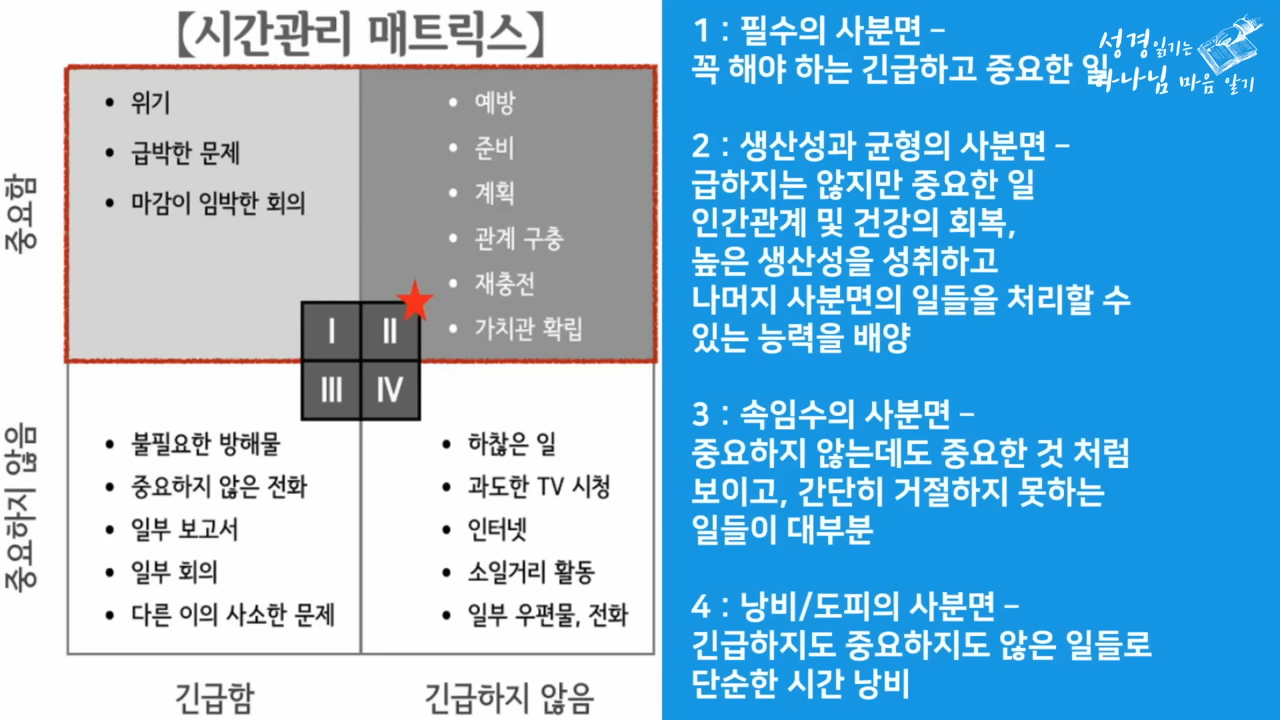 【시간관리 매트릭스】
중요함
• 위기
• 급박한 문제
• 마감이 임박한 회의
• 예방
• 준비
• 계획
• 관계 구충
• 재충전
• 가치관 확립
I
II
III
IV
중요하지 않음
• 불필요한 방해물
• 중요하지 않은 전화
• 일부 보고서
• 일부 회의
• 다른 이의 사소한 문제
• 하찮은 일
• 과도한 TV 시청
• 인터넷
• 소일거리 활동
• 일부 우편물, 전화
긴급함
긴급하지 않음
1 : 필수의 사분면 –
꼭 해야 하는 긴급하고 중요한 일
2 : 생산성과 균형의 사분면 –
급하지는 않지만 중요한 일
인간관계 및 건강의 회복,
높은 생산성을 성취하고
나머지 사분면의 일들을 처리할 수
있는 능력을 배양
3 : 속임수의 사분면 –
중요하지 않는데도 중요한 것 처럼
보이고, 간단히 거절하지 못하는
일들이 대부분
4 : 낭비/도피의 사분면 –
긴급하지도 중요하지도 않은 일들로
단순한 시간 낭비
성경읽기는
하나님 마음 알기